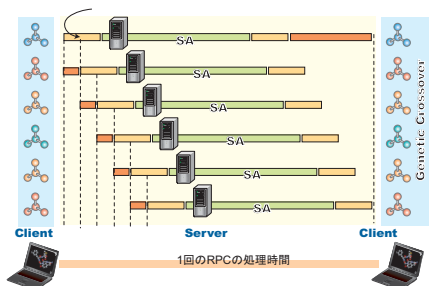 SA
SA
SA
SA
SA
SA
Genetic Crossover
Client
Server
Client
1回のRPCの処理時間